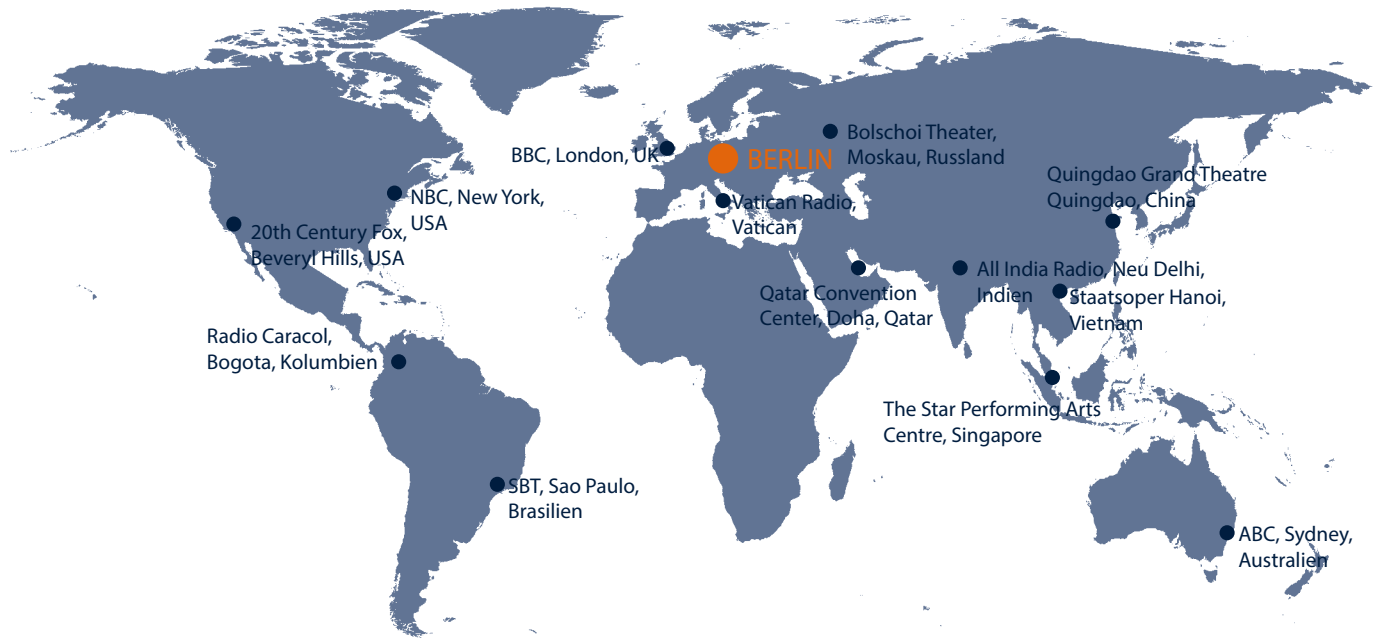 Bolschoi Theater,
Moskau, Russland
BBC, London, UK
BERLIN
Quingdao Grand Theatre
Quingdao, China
NBC, New York,
USA
Vatican Radio,
Vatican
20th Century Fox,
Beveryl Hills, USA
All India Radio, Neu Delhi,
Indien
Qatar Convention
Center, Doha, Qatar
Staatsoper Hanoi,
Vietnam
Radio Caracol,
Bogota, Kolumbien
The Star Performing Arts
Centre, Singapore
SBT, Sao Paulo,
Brasilien
ABC, Sydney,
Australien